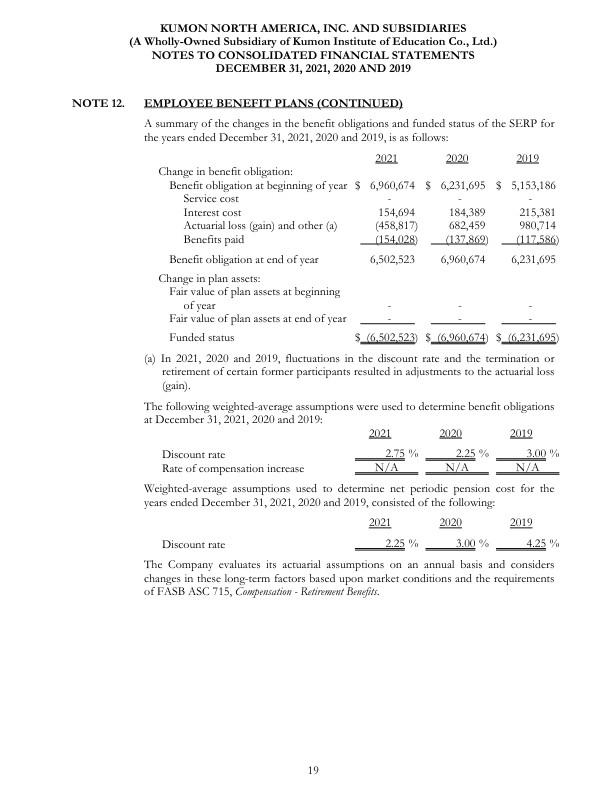 KUMON NORTH AMERICA, INC. AND SUBSIDIARIES
(A Wholly-Owned Subsidiary of Kumon Institute of Education Co., Ltd.)
NOTES TO CONSOLIDATED FINANCIAL STATEMENTS
DECEMBER 31, 2021, 2020 AND 2019
NOTE 12. EMPLOYEE BENEFIT PLANS (CONTINUED)
A summary of the changes in the benefit obligations and funded status of the SERP for
the years ended December 31, 2021, 2020 and 2019, is as follows:
2021 2020 2019
Change in benefit obligation:
Benefit obligation at beginning of year $ 6,960,674 $ 6,231,695 $ 5,153,186
Service cost - - -
Interest cost 154,694 184,389 215,381
Actuarial loss (gain) and other (a) (458,817) 682,459 980,714
Benefits paid (154,028) (137,869) (117,586)
Benefit obligation at end of year 6,502,523 6,960,674 6,231,695
Change in plan assets:
Fair value of plan assets at beginning
of year - - -
Fair value of plan assets at end of year - - -
Funded status $ (6,502,523) $ (6,960,674) $ (6,231,695)
(a) In 2021, 2020 and 2019, fluctuations in the discount rate and the termination or
retirement of certain former participants resulted in adjustments to the actuarial loss
(gain).
The following weighted-average assumptions were used to determine benefit obligations
at December 31, 2021, 2020 and 2019:
2021 2020 2019
Discount rate 2.75 % 2.25 % 3.00 %
Rate of compensation increase N/A N/A N/A
Weighted-average assumptions used to determine net periodic pension cost for the
years ended December 31, 2021, 2020 and 2019, consisted of the following:
2021 2020 2019
Discount rate 2.25 % 3.00 % 4.25 %
The Company evaluates its actuarial assumptions on an annual basis and considers
changes in these long-term factors based upon market conditions and the requirements
of FASB ASC 715, Compensation - Retirement Benefits.
19